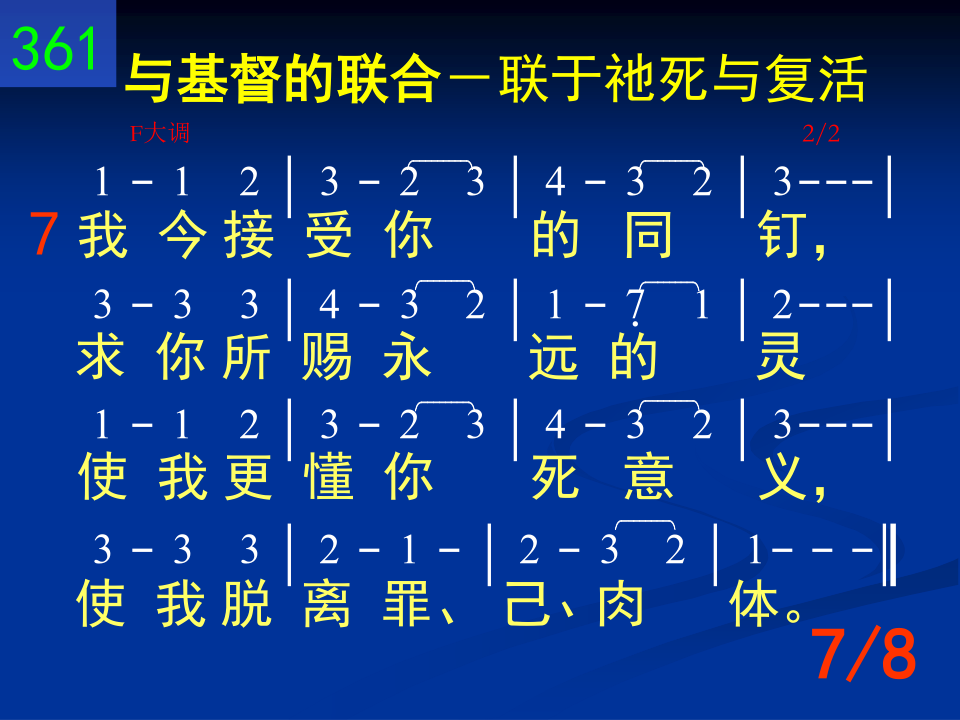 361
与基督的联合－联于祂死与复活
F大调 2/2
1 - 1 2 | 3 - 2 3 | 4 - 3 2 | 3 - - - |
7 我 今 接 受 你 的 同 钉，
3 - 3 3 | 4 - 3 2 | 1 - 7̣ 1 | 2 - - - |
求 你 所 赐 永 远 的 灵
1 - 1 2 | 3 - 2 3 | 4 - 3 2 | 3 - - - |
使 我 更 懂 你 死 意 义，
3 - 3 3 | 2 - 1 - | 2 - 3 2 | 1 - - - ‖
使 我 脱 离 罪、 己、 肉 体。
7/8